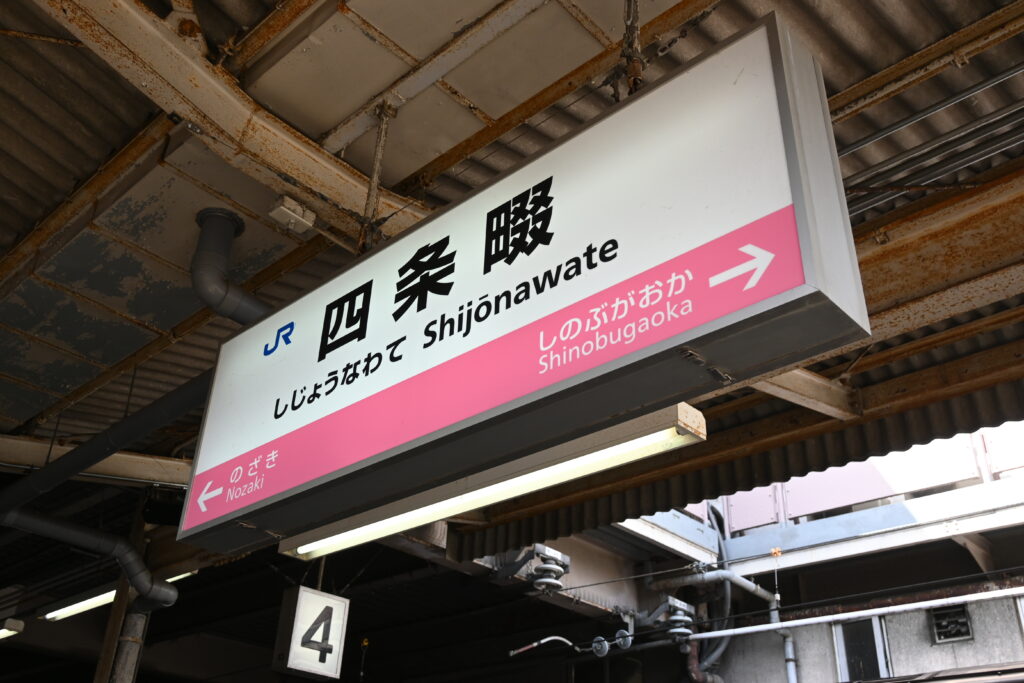 JR 四条畷
しじょうなわて Shijōnawate
しのぶがおか
Shinobugaoka
→
← のざき
Nozaki
4